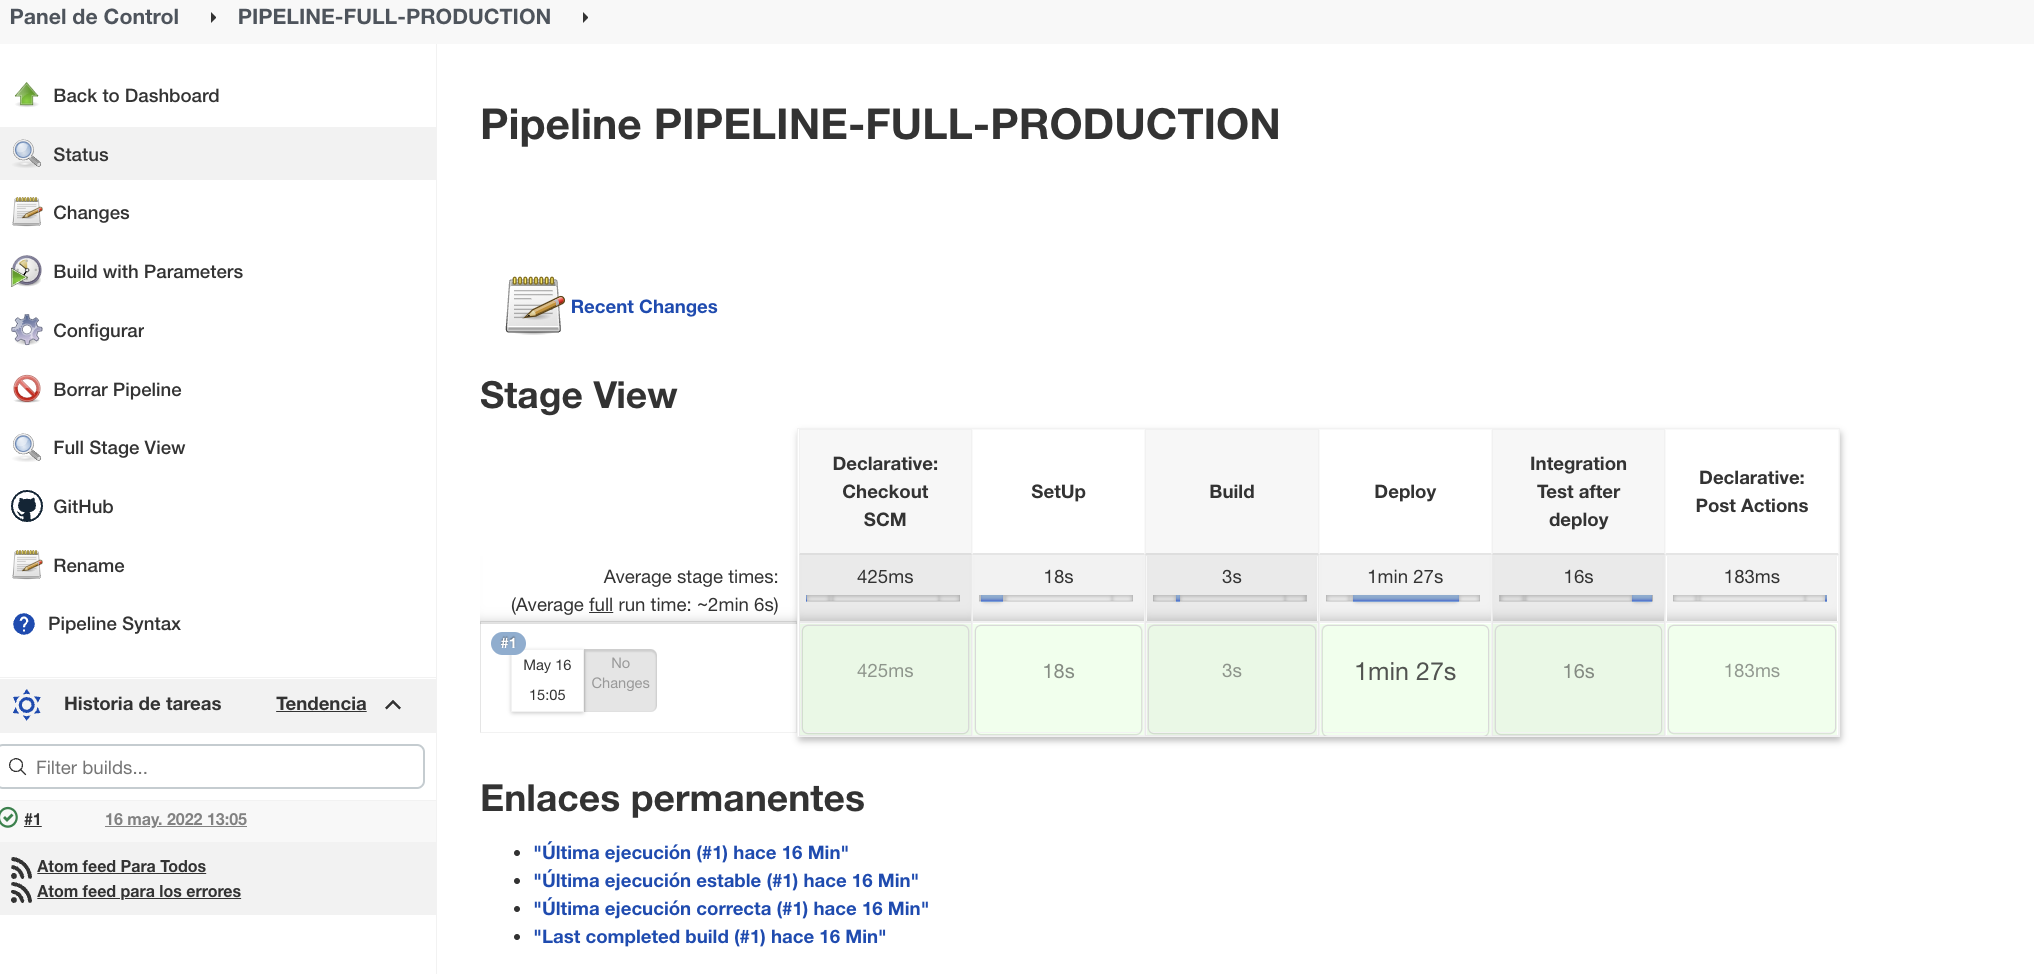 Panel de Control
PIPELINE-FULL-PRODUCTION
Back to Dashboard
Status
Changes
Build with Parameters
Configurar
Borrar Pipeline
Full Stage View
GitHub
Rename
? Pipeline Syntax
Historia de tareas Tendencia
Filter builds...
#1 16 may. 2022 13:05
Atom feed Para Todos
Atom feed para los errores
Pipeline PIPELINE-FULL-PRODUCTION
Recent Changes
Stage View
Declarative:
Checkout
SCM
SetUp
Build
Deploy
Integration
Test after
deploy
Declarative:
Post Actions
Average stage times:
(Average full run time: ~2min 6s)
425ms 18s 3s 1min 27s 16s 183ms
#1
May 16
15:05
No
Changes
425ms 18s 3s 1min 27s 16s 183ms
Enlaces permanentes
"Última ejecución (#1) hace 16 Min"
"Última ejecución estable (#1) hace 16 Min"
"Última ejecución correcta (#1) hace 16 Min"
"Last completed build (#1) hace 16 Min"